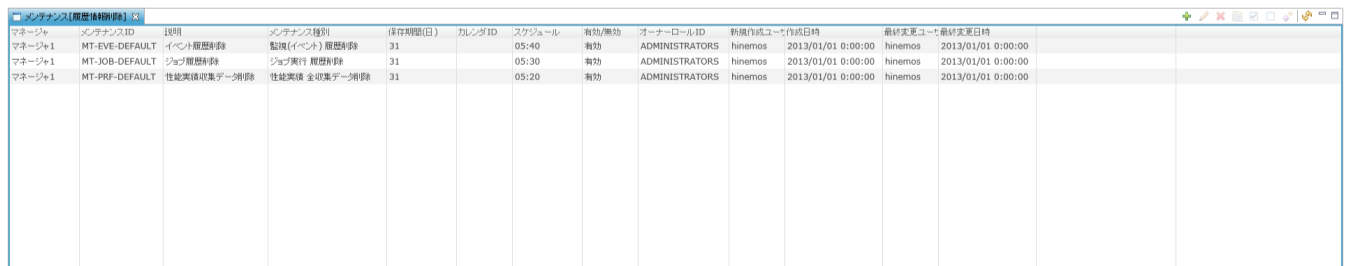 メンテナンス[履歴情報削除]
マネージャ メンテナンスID 説明 メンテナンス種別 保存期間(日) カレンダID スケジュール 有効/無効 オーナーロールID 新規作成ユーザ 作成日時 最終変更ユーザ 最終変更日時
マネージャ1 MT-EVE-DEFAULT イベント履歴削除 監視(イベント) 履歴削除 31 05:40 有効 ADMINISTRATORS hinemos 2013/01/01 0:00:00 hinemos 2013/01/01 0:00:00
マネージャ1 MT-JOB-DEFAULT ジョブ履歴削除 ジョブ実行 履歴削除 31 05:30 有効 ADMINISTRATORS hinemos 2013/01/01 0:00:00 hinemos 2013/01/01 0:00:00
マネージャ1 MT-PRF-DEFAULT 性能実績収集データ削除 性能実績 全収集データ削除 31 05:20 有効 ADMINISTRATORS hinemos 2013/01/01 0:00:00 hinemos 2013/01/01 0:00:00